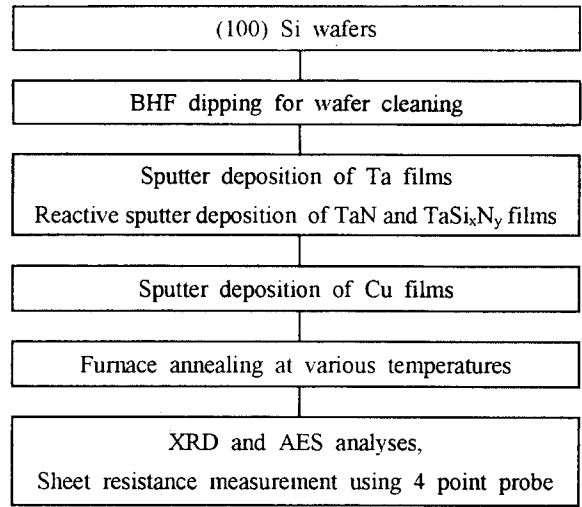 (100) Si wafers
BHF dipping for wafer cleaning
Sputter deposition of Ta films
Reactive sputter deposition of TaN and TaSiₓNᵧ films
Sputter deposition of Cu films
Furnace annealing at various temperatures
XRD and AES analyses,
Sheet resistance measurement using 4 point probe